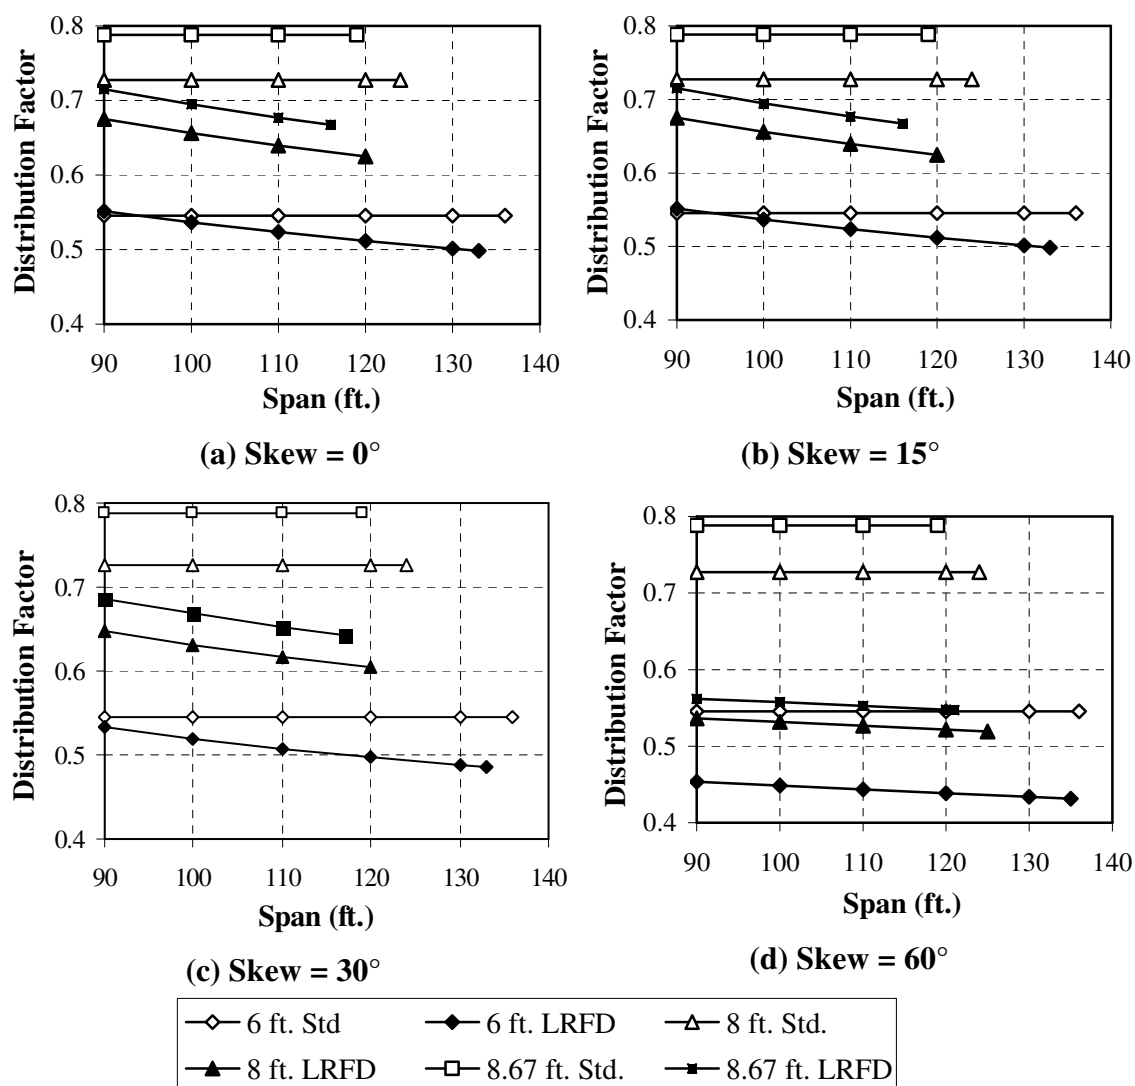 0.8
0.7
0.6
0.5
0.4
Distribution Factor
90 100 110 120 130 140
Span (ft.)
(a) Skew = 0°
0.8
0.7
0.6
0.5
0.4
Distribution Factor
90 100 110 120 130 140
Span (ft.)
(b) Skew = 15°
0.8
0.7
0.6
0.5
0.4
Distribution Factor
90 100 110 120 130 140
Span (ft.)
(c) Skew = 30°
0.8
0.7
0.6
0.5
0.4
Distribution Factor
90 100 110 120 130 140
Span (ft.)
(d) Skew = 60°
6 ft. Std 6 ft. LRFD 8 ft. Std.
8 ft. LRFD 8.67 ft. Std. 8.67 ft. LRFD